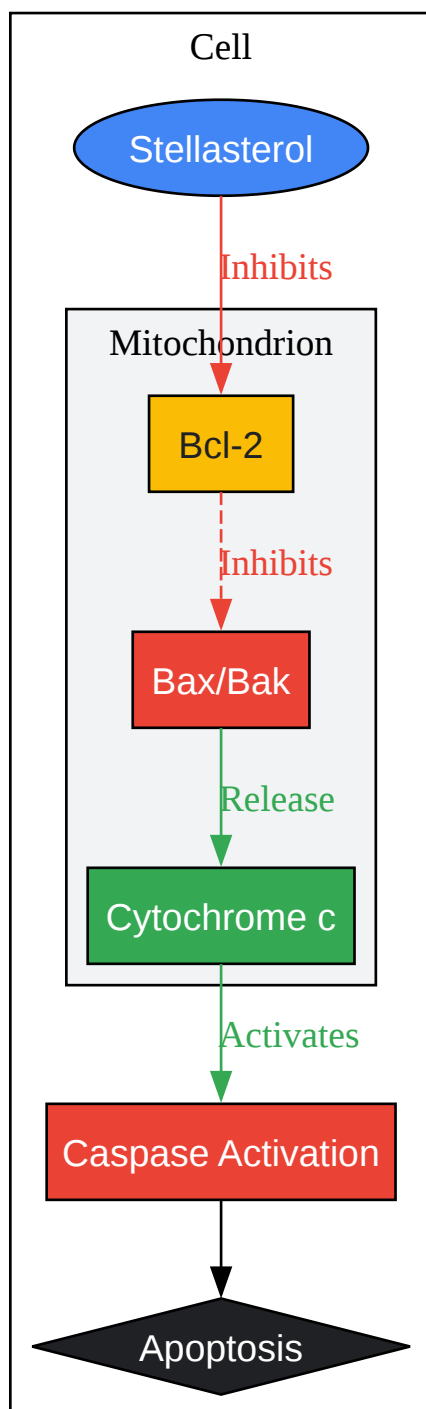 Cell
Stellasterol
Inhibits
Mitochondrion
Bcl-2
Inhibits
Bax/Bak
Release
Cytochrome c
Activates
Caspase Activation
Apoptosis